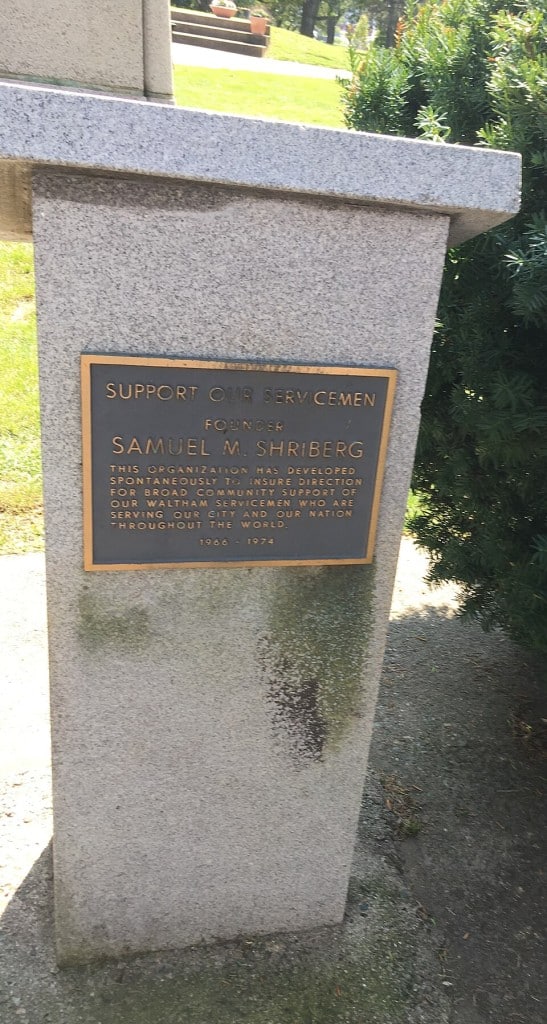 SUPPORT OUR SERVICEMEN
FOUNDER
SAMUEL M. SHRIBERG
THIS ORGANIZATION HAS DEVELOPED
SPONTANEOUSLY TO INSURE DIRECTION
FOR BROAD COMMUNITY SUPPORT OF
OUR WALTHAM SERVICEMEN WHO ARE
SERVING OUR CITY AND OUR NATION
THROUGHOUT THE WORLD.
1966 - 1974